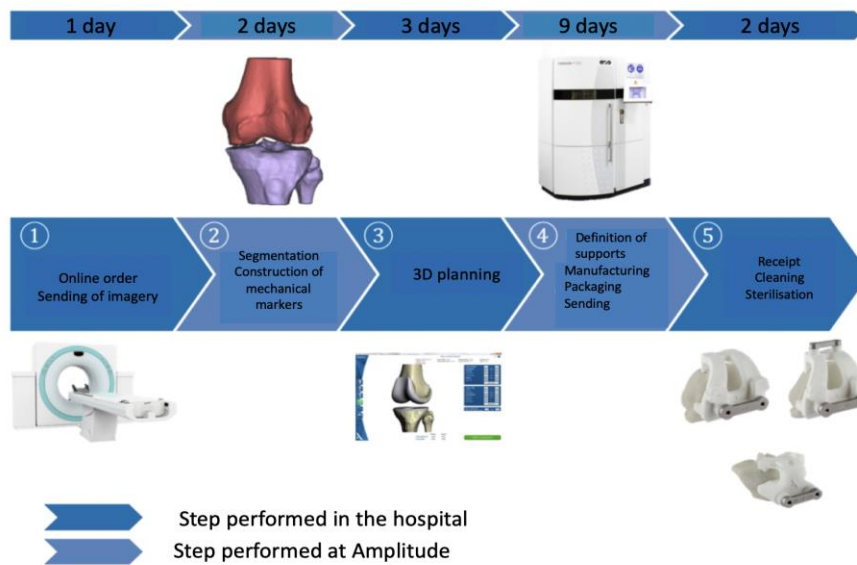 1 day
2 days
3 days
9 days
2 days
1
Online order
Sending of imagery
2
Segmentation
Construction of
mechanical
markers
3
3D planning
4
Definition of
supports
Manufacturing
Packaging
Sending
5
Receipt
Cleaning
Sterilisation
Step performed in the hospital
Step performed at Amplitude